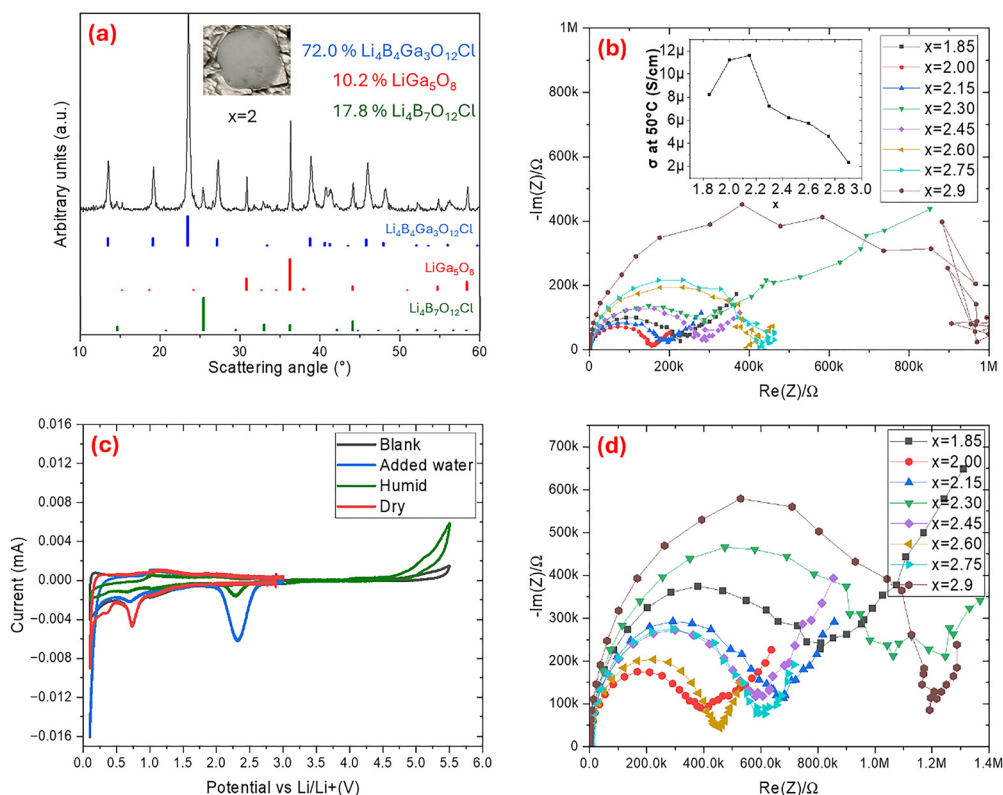 (a)
72.0 % Li₄B₄Ga₃O₁₂Cl
10.2 % LiGa₅O₈
17.8 % Li₄B₇O₁₂Cl
x=2
Arbitrary units (a.u.)
Li₄B₄Ga₃O₁₂Cl
LiGa₅O₈
Li₄B₇O₁₂Cl
10 20 30 40 50 60
Scattering angle (°)
(b)
1M
800k
600k
400k
200k
0
-Im(Z)/Ω
12μ
10μ
8μ
6μ
4μ
2μ
σ at 50°C (S/cm)
1.8 2.0 2.2 2.4 2.6 2.8 3.0
x
x=1.85
x=2.00
x=2.15
x=2.30
x=2.45
x=2.60
x=2.75
x=2.9
0 200k 400k 600k 800k 1M
Re(Z)/Ω
(c)
0.016
0.012
0.008
0.004
0.000
−0.004
−0.008
−0.012
−0.016
Current (mA)
Blank
Added water
Humid
Dry
0.0 0.5 1.0 1.5 2.0 2.5 3.0 3.5 4.0 4.5 5.0 5.5 6.0
Potential vs Li/Li+(V)
(d)
700k
600k
500k
400k
300k
200k
100k
0
-Im(Z)/Ω
x=1.85
x=2.00
x=2.15
x=2.30
x=2.45
x=2.60
x=2.75
x=2.9
0.0 200.0k 400.0k 600.0k 800.0k 1.0M 1.2M 1.4M
Re(Z)/Ω